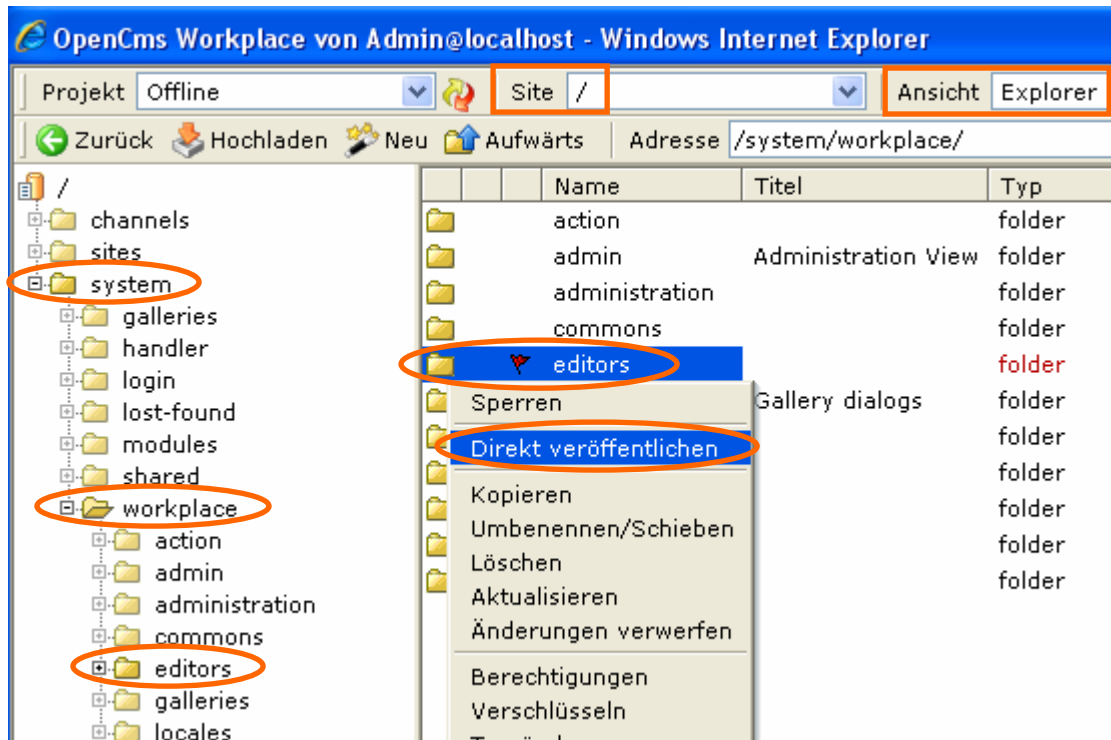 OpenCms Workplace von Admin@localhost - Windows Internet Explorer
Projekt Offline Site / Ansicht Explorer
Zurück Hochladen Neu Aufwärts Adresse /system/workplace/
/
channels
sites
system
galleries
handler
login
lost-found
modules
shared
workplace
action
admin
administration
commons
editors
galleries
locales
Name Titel Typ
action folder
admin Administration View folder
administration folder
commons folder
editors folder
Gallery dialogs folder
folder
folder
folder
folder
folder
Sperren
Direkt veröffentlichen
Kopieren
Umbenennen/Schieben
Löschen
Aktualisieren
Änderungen verwerfen
Berechtigungen
Verschlüsseln